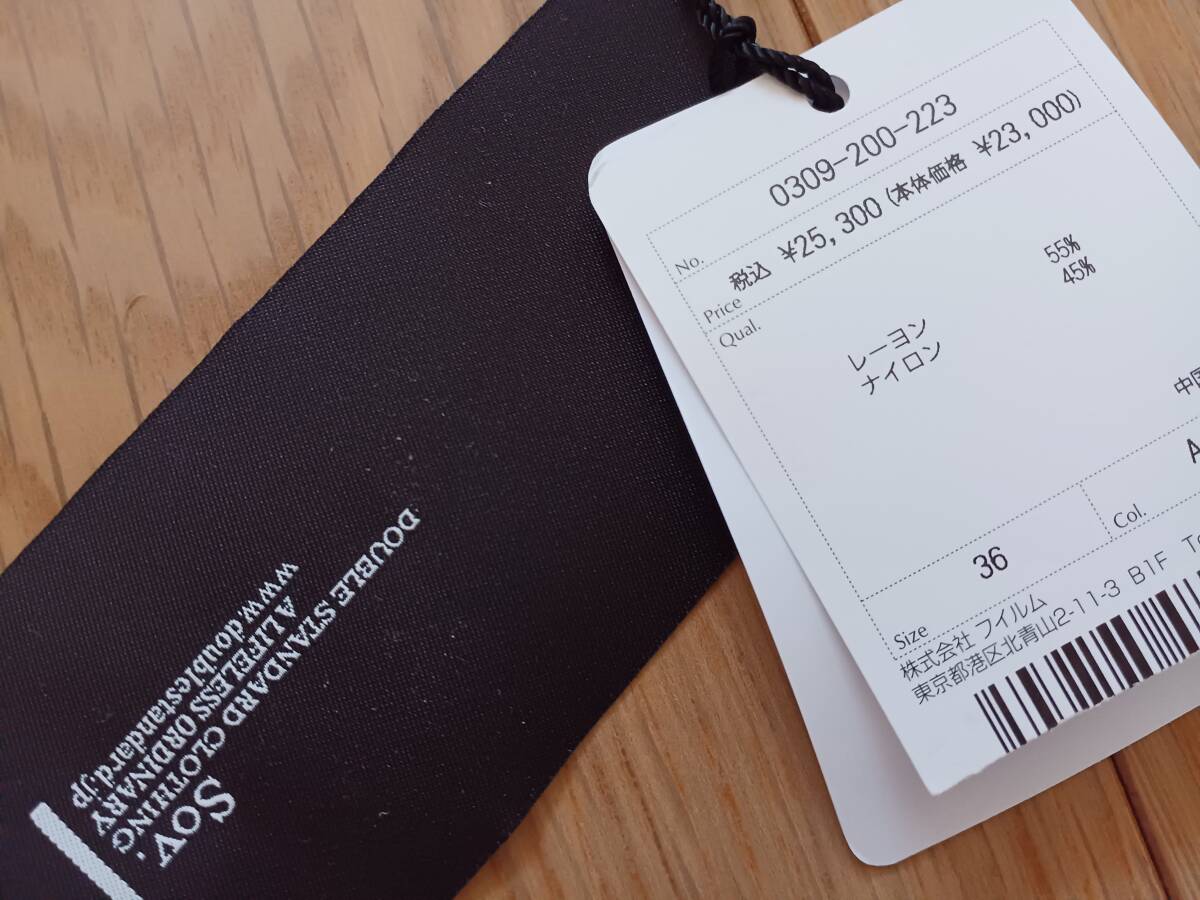 Sov.
DOUBLE STANDARD CLOTHING
A LIFELESS ORDINARY
www.doublestandard.jp
No. 0309-200-223
Price 税込 ¥25,300 (本体価格 ¥23,000)
Qual.
レーヨン 55%
ナイロン 45%
中国
Size 36 Col. A
株式会社 フイルム
東京都港区北青山2-11-3 B1F Te